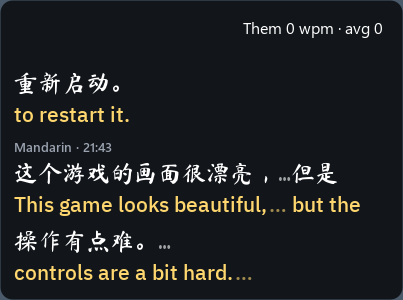 Them 0 wpm · avg 0
重新启动。
to restart it.
Mandarin · 21:43
这个游戏的画面很漂亮，…但是
This game looks beautiful,… but the
操作有点难。…
controls are a bit hard.…